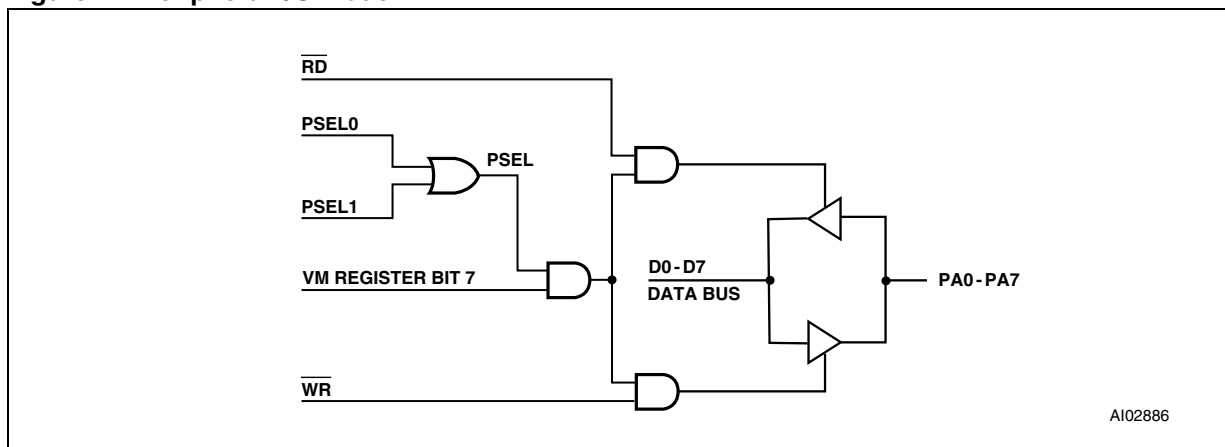 RD
PSEL0
PSEL
PSEL1
VM REGISTER BIT 7
D0-D7
DATA BUS
PA0-PA7
WR
AI02886